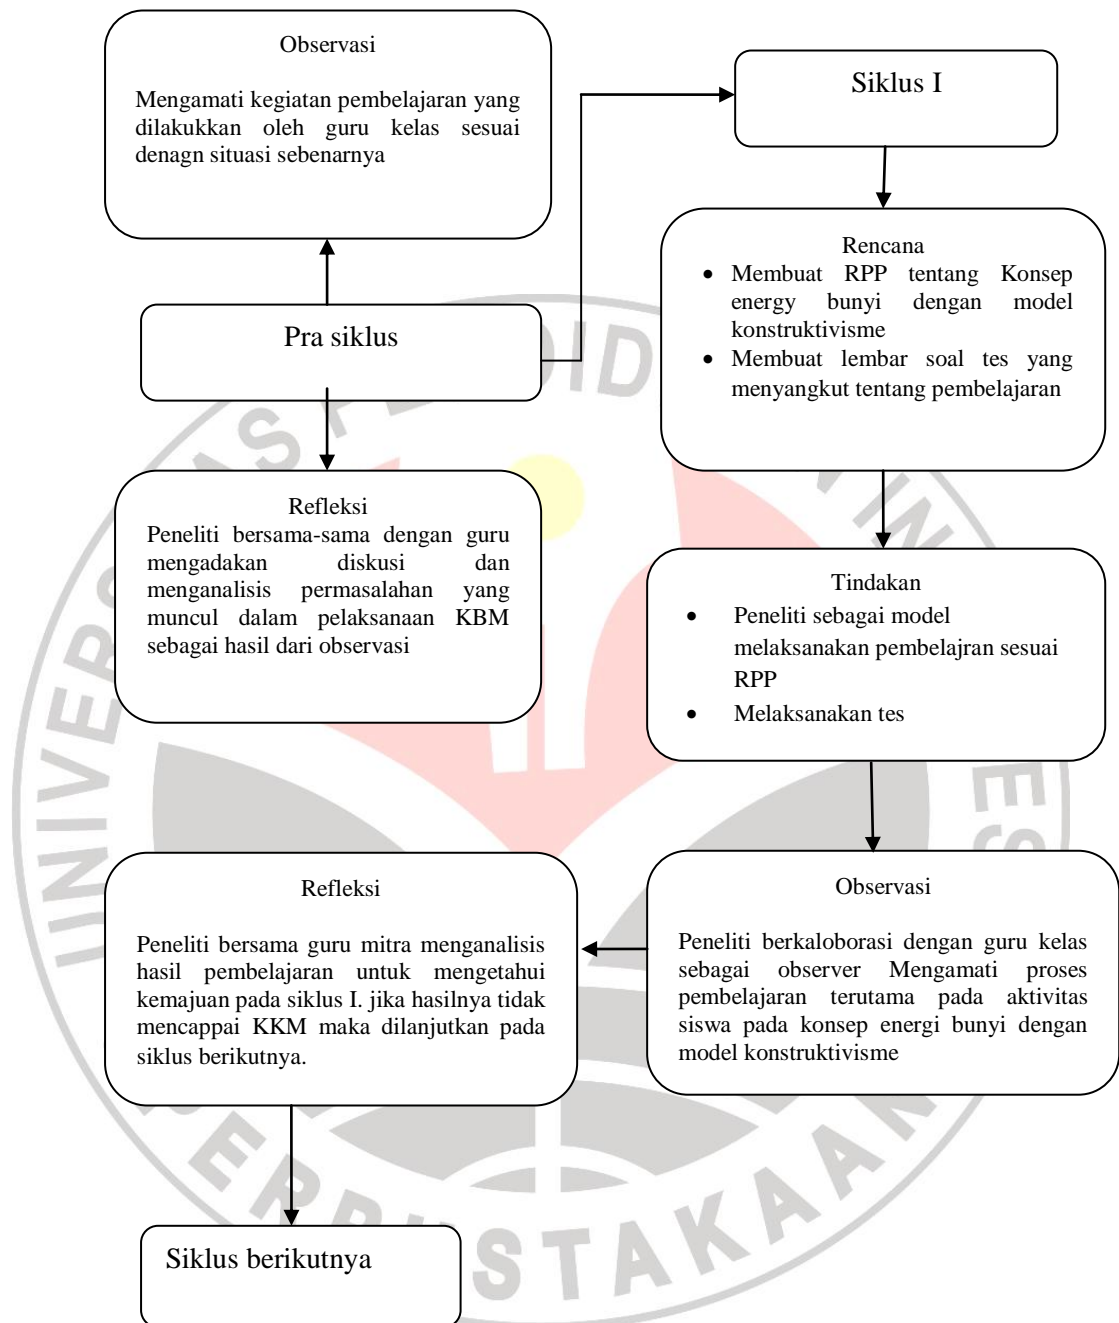 Observasi
Mengamati kegiatan pembelajaran yang
dilakukkan oleh guru kelas sesuai
denagn situasi sebenarnya
Pra siklus
Refleksi
Peneliti bersama-sama dengan guru
mengadakan diskusi dan
menganalisis permasalahan yang
muncul dalam pelaksanaan KBM
sebagai hasil dari observasi
Siklus I
Rencana
• Membuat RPP tentang Konsep
energy bunyi dengan model
konstruktivisme
• Membuat lembar soal tes yang
menyangkut tentang pembelajaran
Tindakan
• Peneliti sebagai model
melaksanakan pembelajran sesuai
RPP
• Melaksanakan tes
Observasi
Peneliti berkaloborasi dengan guru kelas
sebagai observer Mengamati proses
pembelajaran terutama pada aktivitas
siswa pada konsep energi bunyi dengan
model konstruktivisme
Refleksi
Peneliti bersama guru mitra menganalisis
hasil pembelajaran untuk mengetahui
kemajuan pada siklus I. jika hasilnya tidak
mencappai KKM maka dilanjutkan pada
siklus berikutnya.
Siklus berikutnya